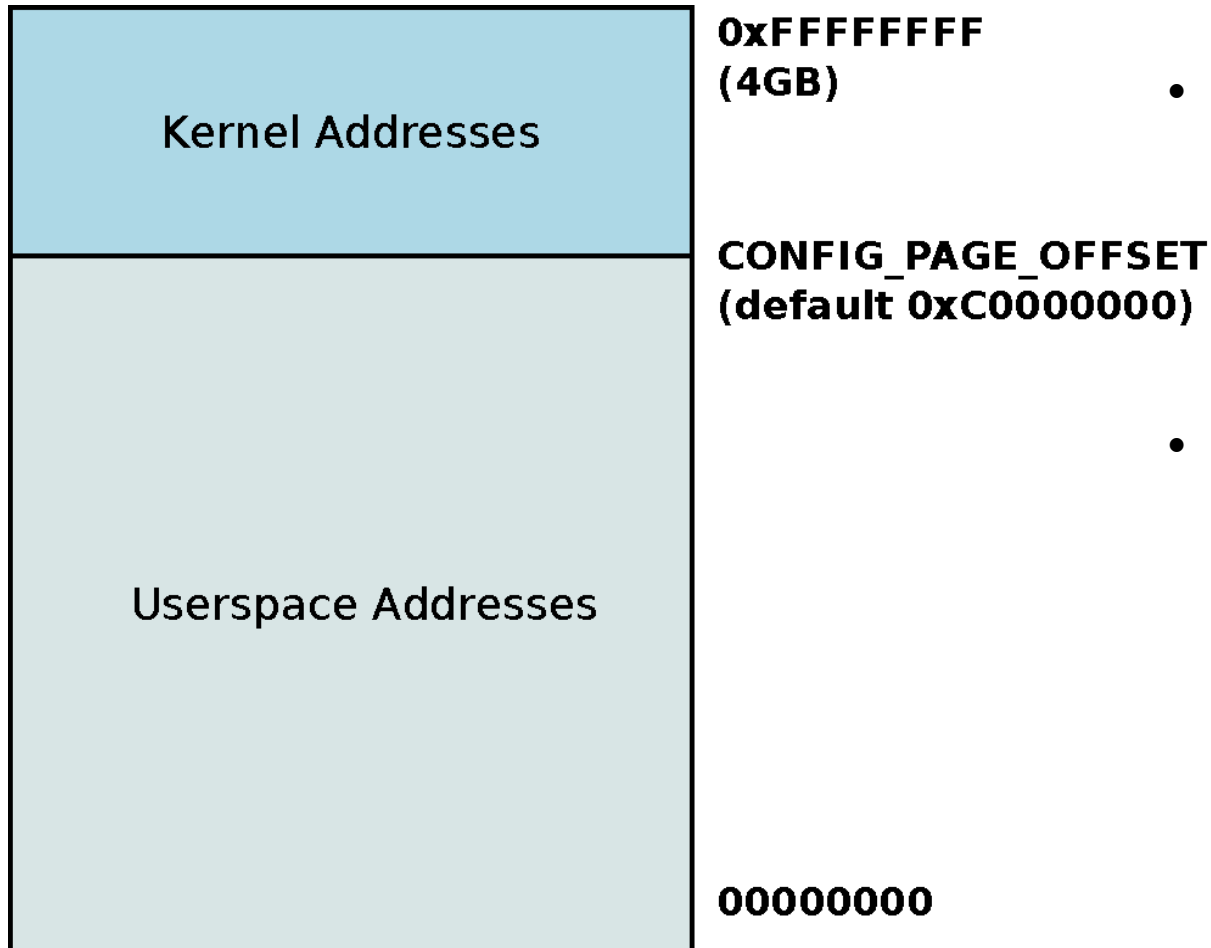 0xFFFFFFFF
(4GB)
•
Kernel Addresses
CONFIG_PAGE_OFFSET
(default 0xC0000000)
•
Userspace Addresses
00000000